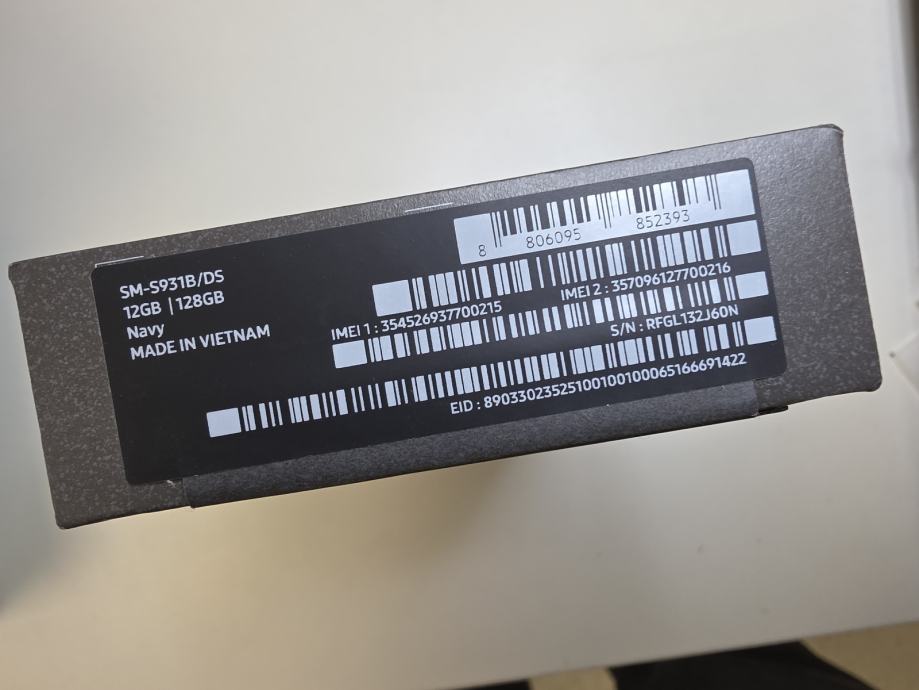 SM-S931B/DS
12GB | 128GB
Navy
MADE IN VIETNAM
8 806095 852393
IMEI 1 : 354526937700215
IMEI 2 : 357096127700216
S/N : RFGL132J60N
EID : 89033023525100100100065166691422